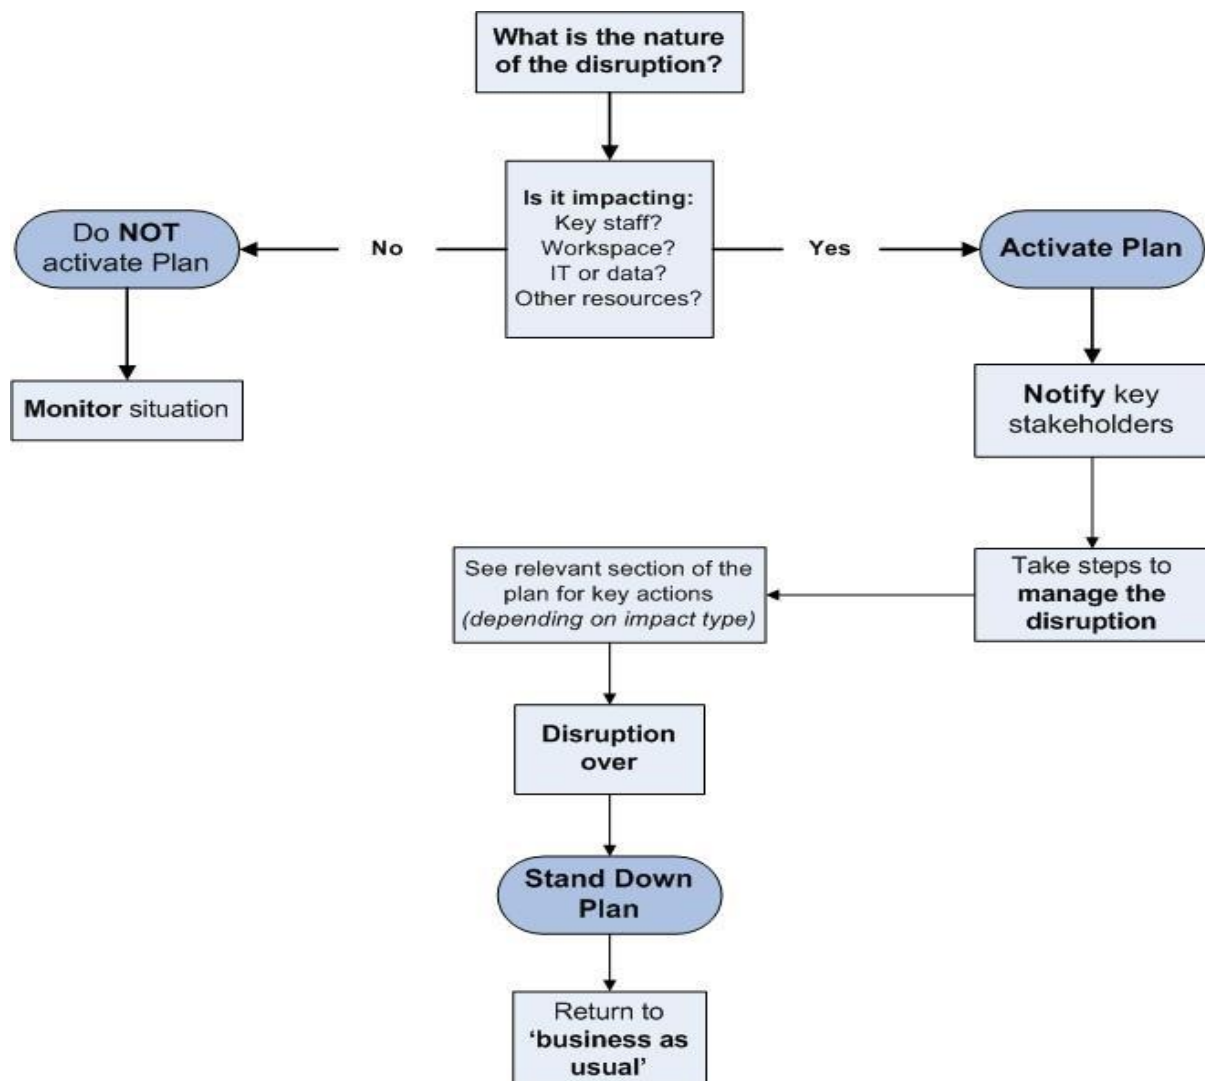 What is the nature
of the disruption?
Is it impacting:
Key staff?
Workspace?
IT or data?
Other resources?
No
Yes
Do NOT
activate Plan
Monitor situation
Activate Plan
Notify key
stakeholders
Take steps to
manage the
disruption
See relevant section of the
plan for key actions
(depending on impact type)
Disruption
over
Stand Down
Plan
Return to
‘business as
usual’